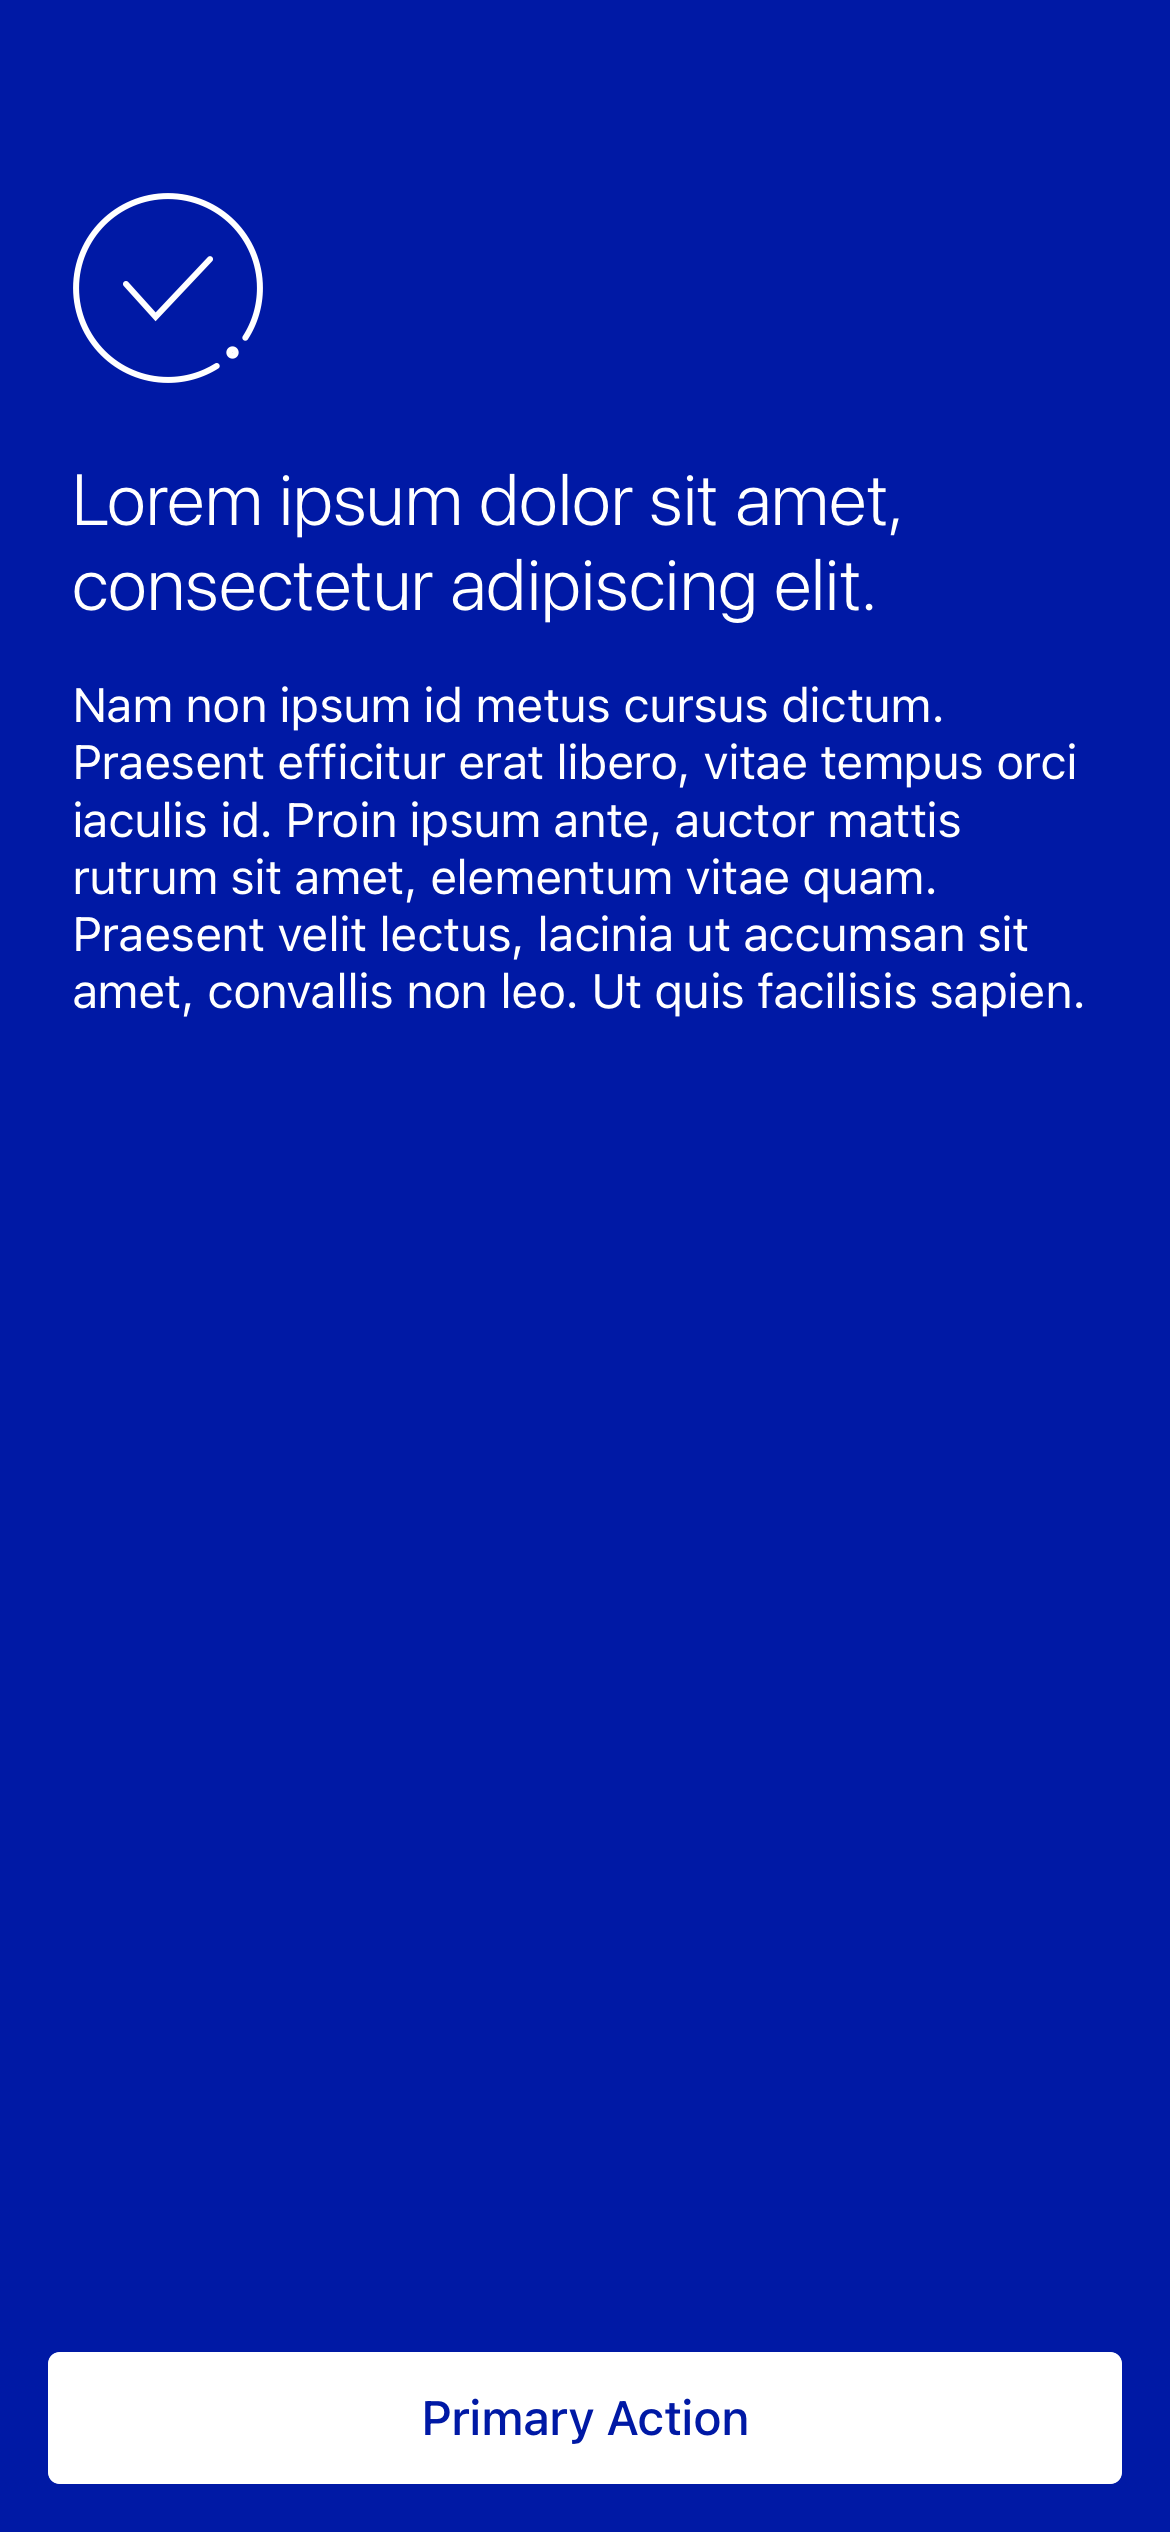 Lorem ipsum dolor sit amet,
consectetur adipiscing elit.
Nam non ipsum id metus cursus dictum.
Praesent efficitur erat libero, vitae tempus orci
iaculis id. Proin ipsum ante, auctor mattis
rutrum sit amet, elementum vitae quam.
Praesent velit lectus, lacinia ut accumsan sit
amet, convallis non leo. Ut quis facilisis sapien.
Primary Action